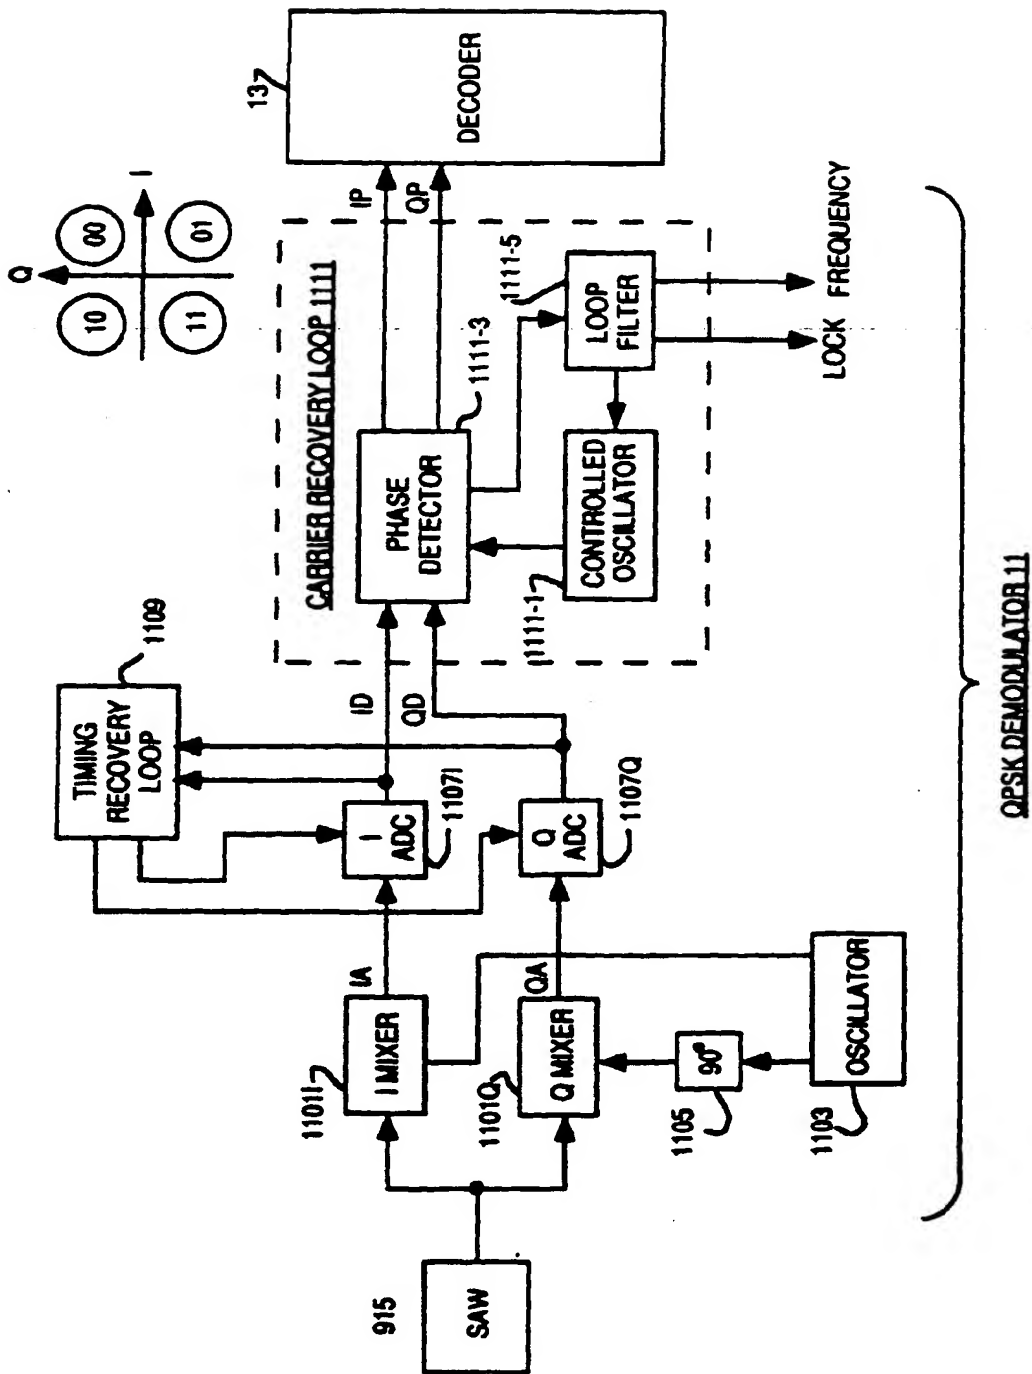 13
DECODER
Q
I
10
00
11
01
IP
QP
CARRIER RECOVERY LOOP 1111
1111-3
1111-5
PHASE
DETECTOR
LOOP
FILTER
CONTROLLED
OSCILLATOR
1111-1
LOCK
FREQUENCY
1109
TIMING
RECOVERY
LOOP
ID
QD
I
ADC
1107I
Q
ADC
1107Q
IA
QA
I MIXER
1101I
Q MIXER
1101Q
90°
1105
OSCILLATOR
1103
915
SAW
QPSK DEMODULATOR 11